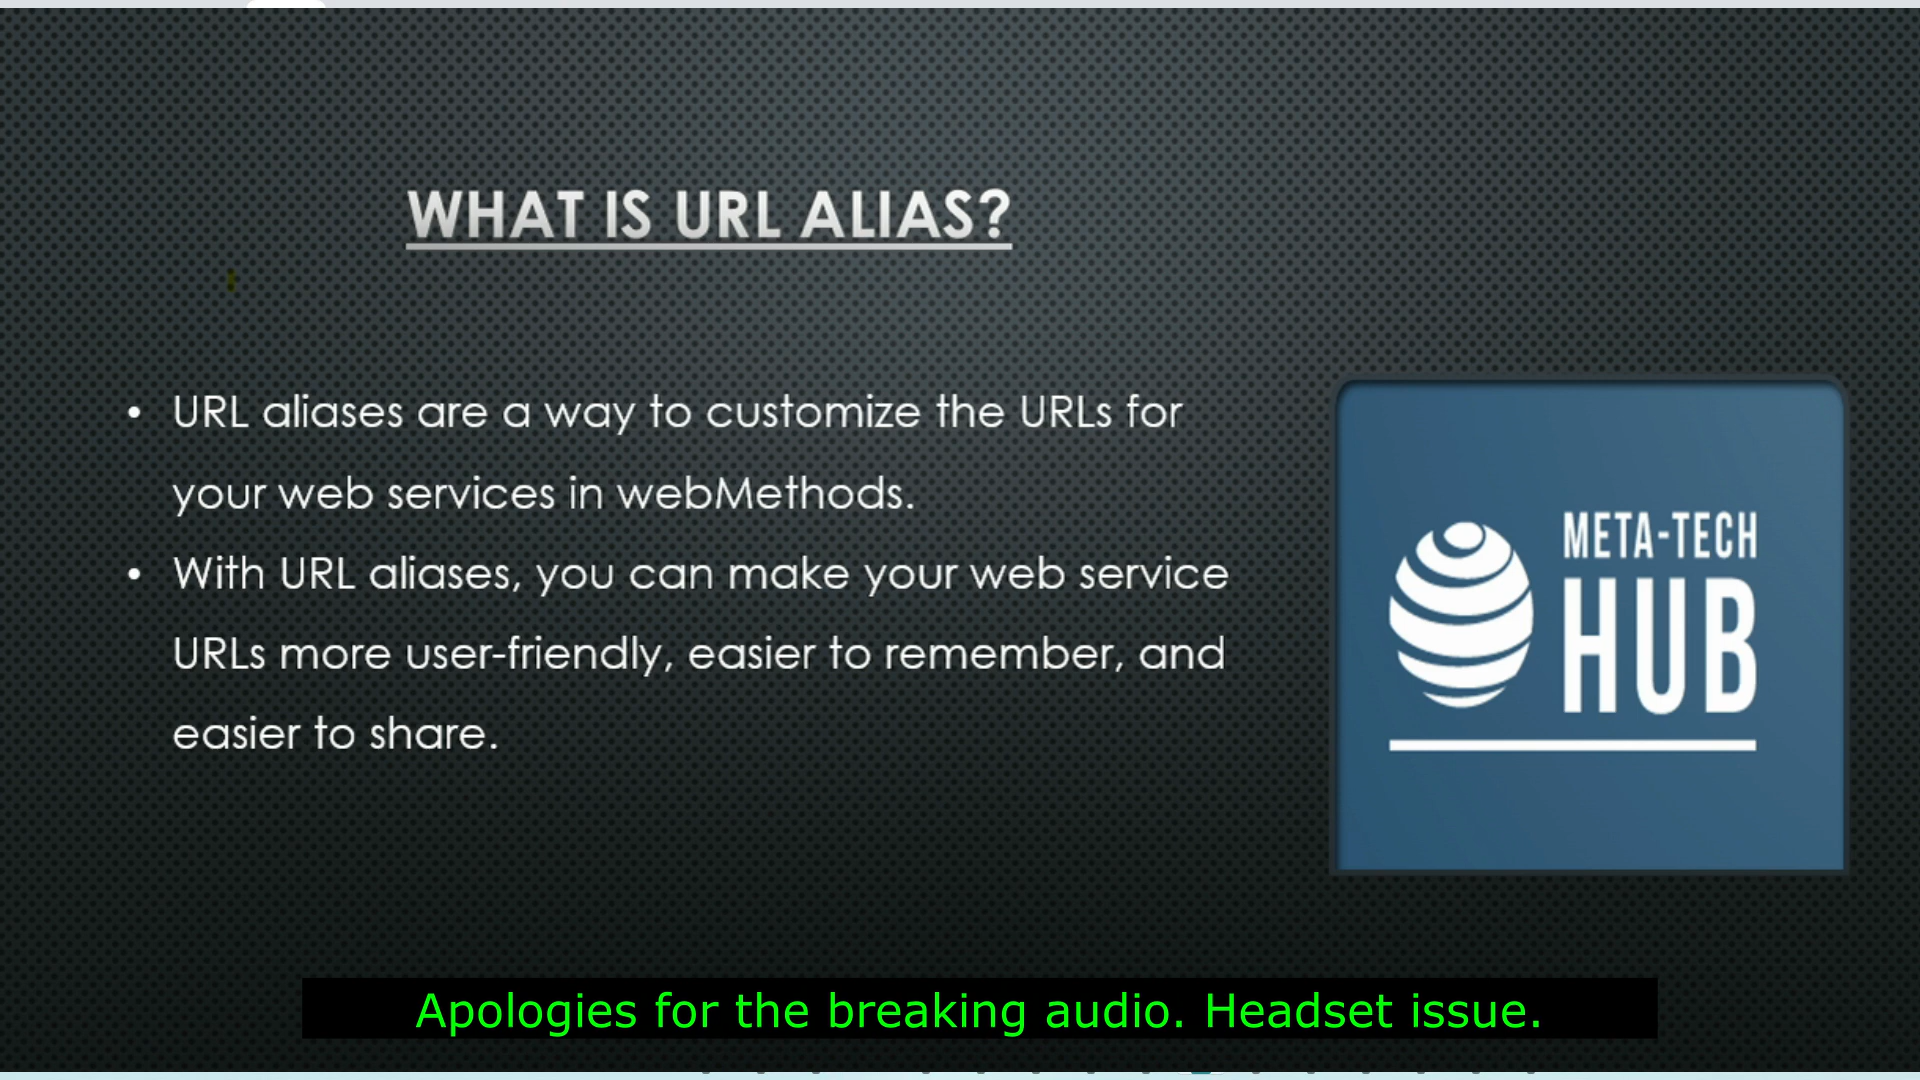 WHAT IS URL ALIAS?
• URL aliases are a way to customize the URLs for
your web services in webMethods.
• With URL aliases, you can make your web service
URLs more user-friendly, easier to remember, and
easier to share.
META-TECH
HUB
Apologies for the breaking audio. Headset issue.